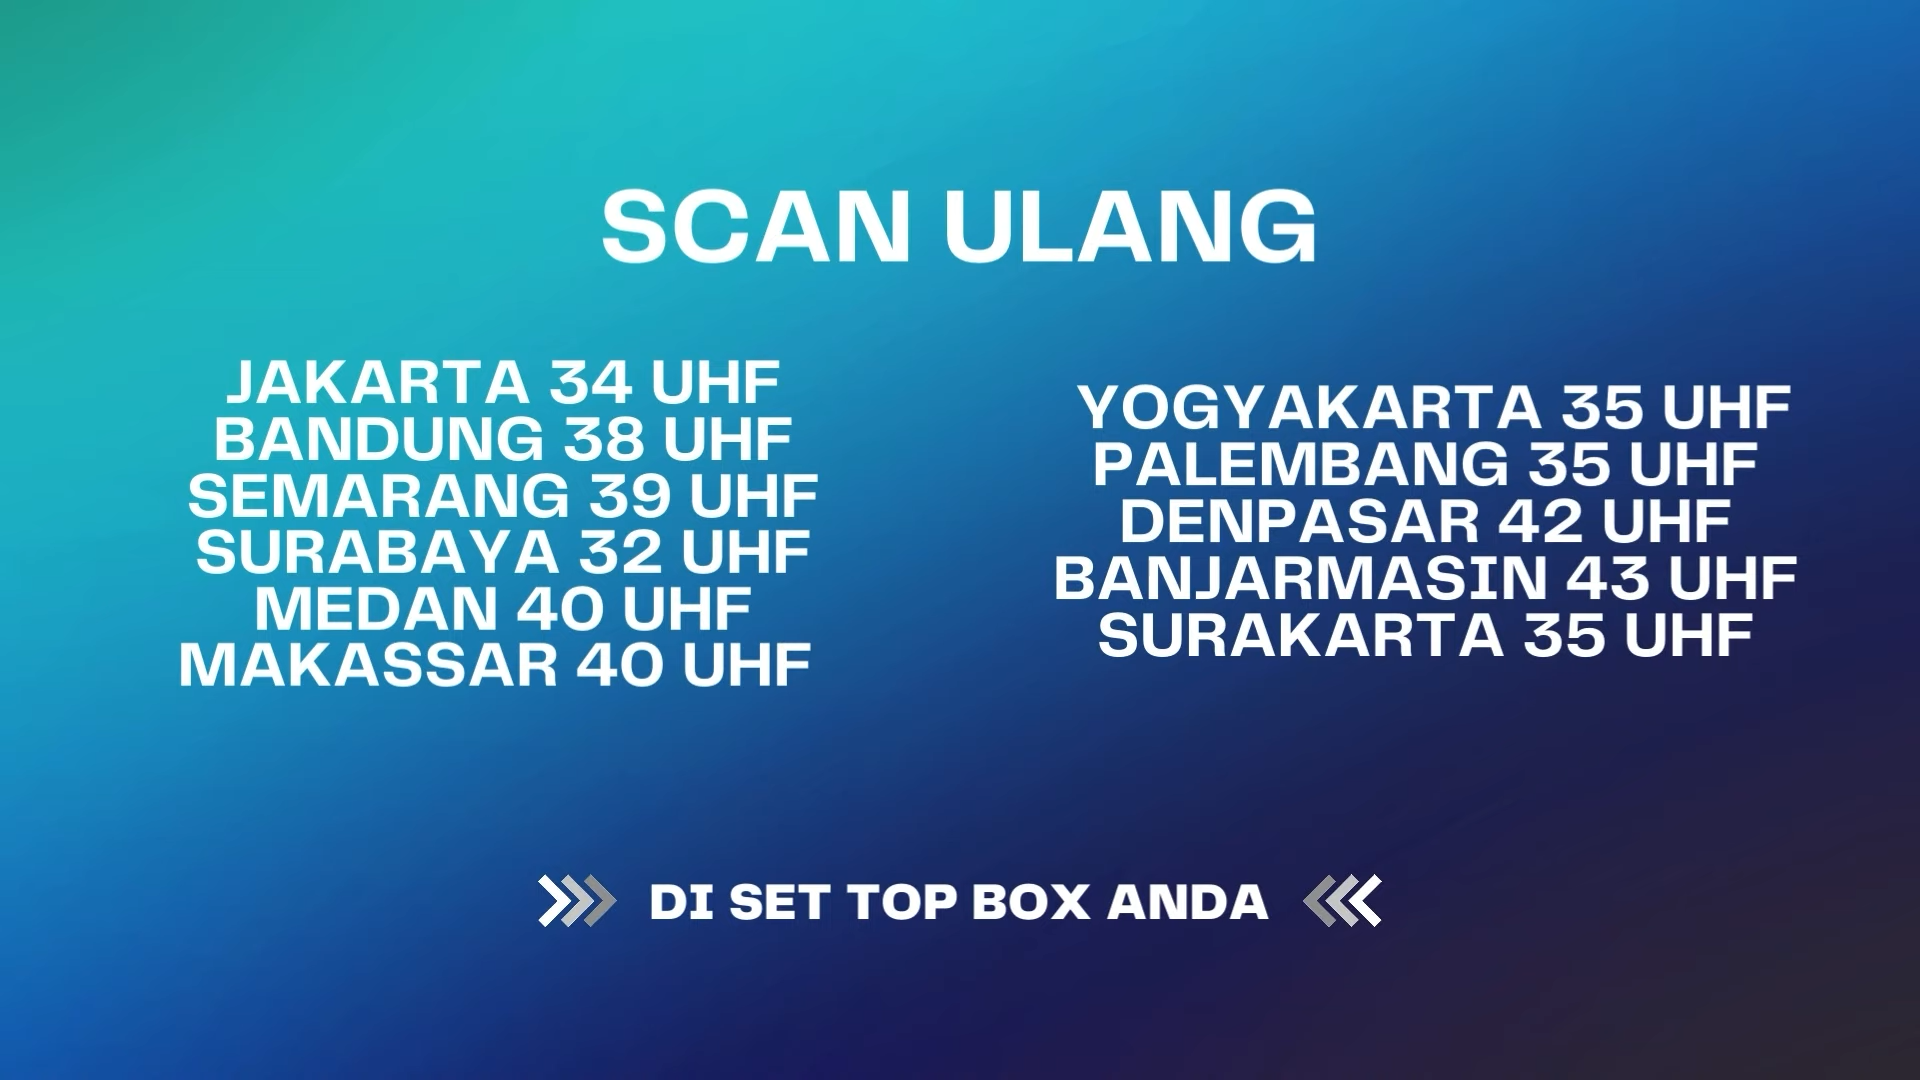 SCAN ULANG
JAKARTA 34 UHF
BANDUNG 38 UHF
SEMARANG 39 UHF
SURABAYA 32 UHF
MEDAN 40 UHF
MAKASSAR 40 UHF
YOGYAKARTA 35 UHF
PALEMBANG 35 UHF
DENPASAR 42 UHF
BANJARMASIN 43 UHF
SURAKARTA 35 UHF
DI SET TOP BOX ANDA